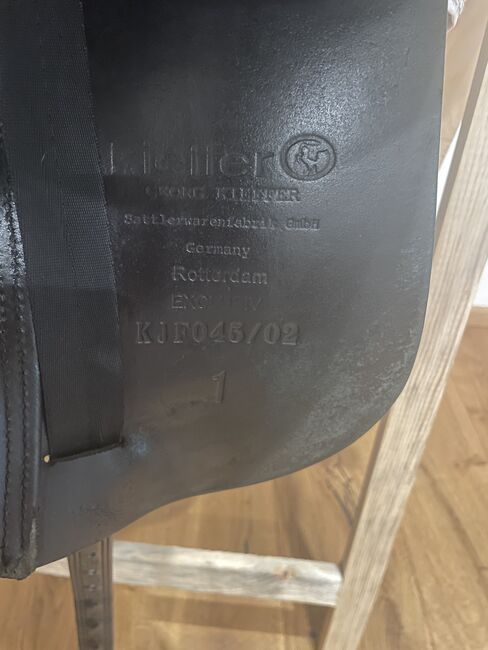 Kieffer
GEORG KIEFFER
Sattlerwarenfabrik GmbH
Germany
Rotterdam
KJF045/02
1